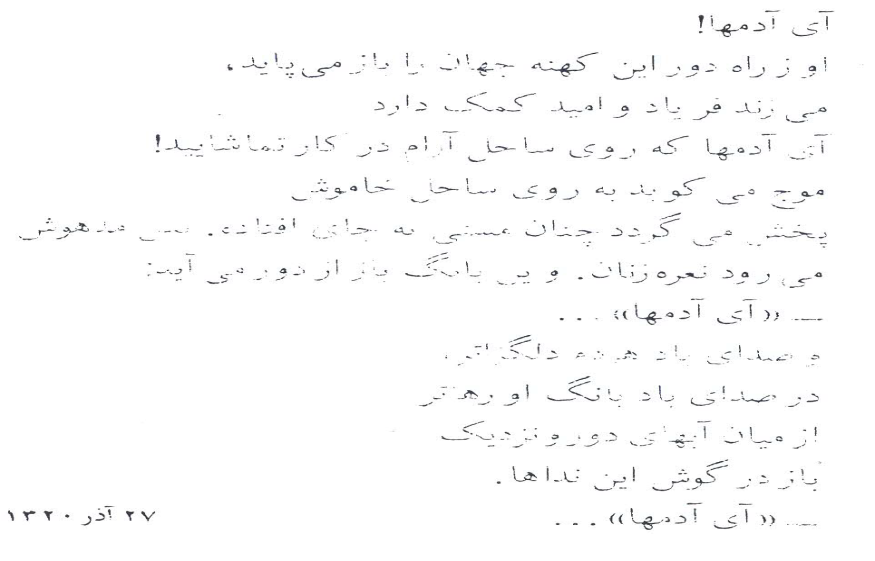 آی آدمها!
او ز راه دور این کهنه جهان را باز می پاید،
می زند فریاد و امید کمک دارد
آی آدمها که روی ساحل آرام در کار تماشایید!
موج می کوبد به روی ساحل خاموش
پخش می گردد چنان مستی به جای افتاده. بس مدهوش
می رود نعره زنان. وین بانگ باز از دور می آید:
— «آی آدمها» ...
و صدای باد هر دم دلگزاتر،
در صدای باد بانگ او رهاتر
از میان آبهای دور و نزدیک
باز در گوش این نداها.
— «آی آدمها» ...
۲۷ آذر ۱۳۲۰